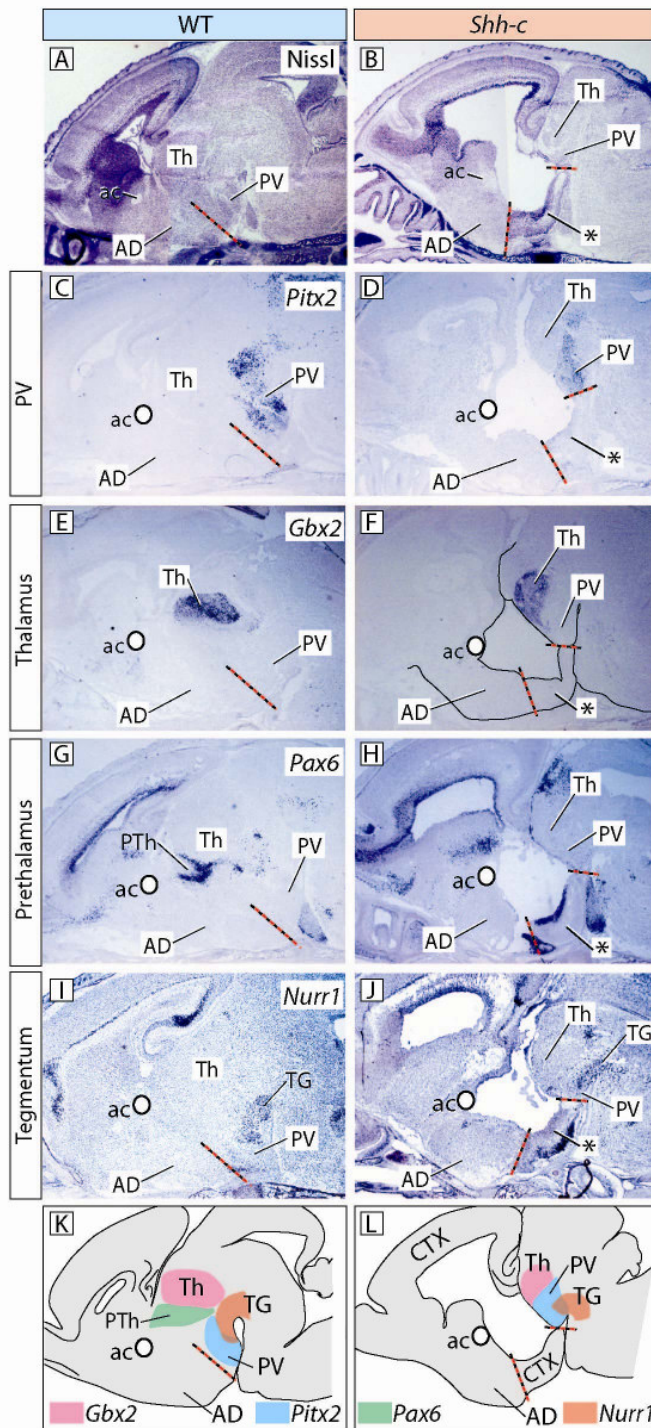 WT Shh-c
A Nissl B
Th Th
PV PV
ac ac
AD AD *
PV
C Pitx2 D
Th Th
PV PV
ac ac
AD AD *
Thalamus
E Gbx2 F
Th Th
PV PV
ac ac
AD AD *
Prethalamus
G Pax6 H
PTh Th Th
PV PV
ac ac
AD AD *
Tegmentum
I Nurr1 J
Th Th
TG TG
ac ac
PV PV
AD AD *
K L
CTX
Th Th PV
PTh TG TG
ac ac
PV CTX
AD AD
Gbx2 Pitx2 Pax6 Nurr1